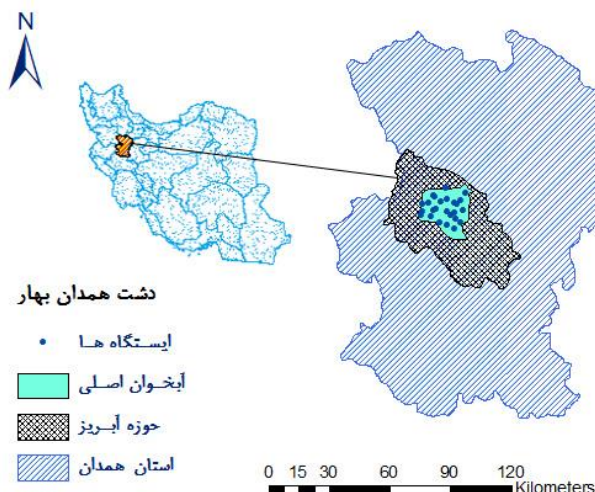 N
دشت همدان بهار
ایستگاه ها
آبخوان اصلی
حوزه آبریز
استان همدان
0 15 30 60 90 120
Kilometers